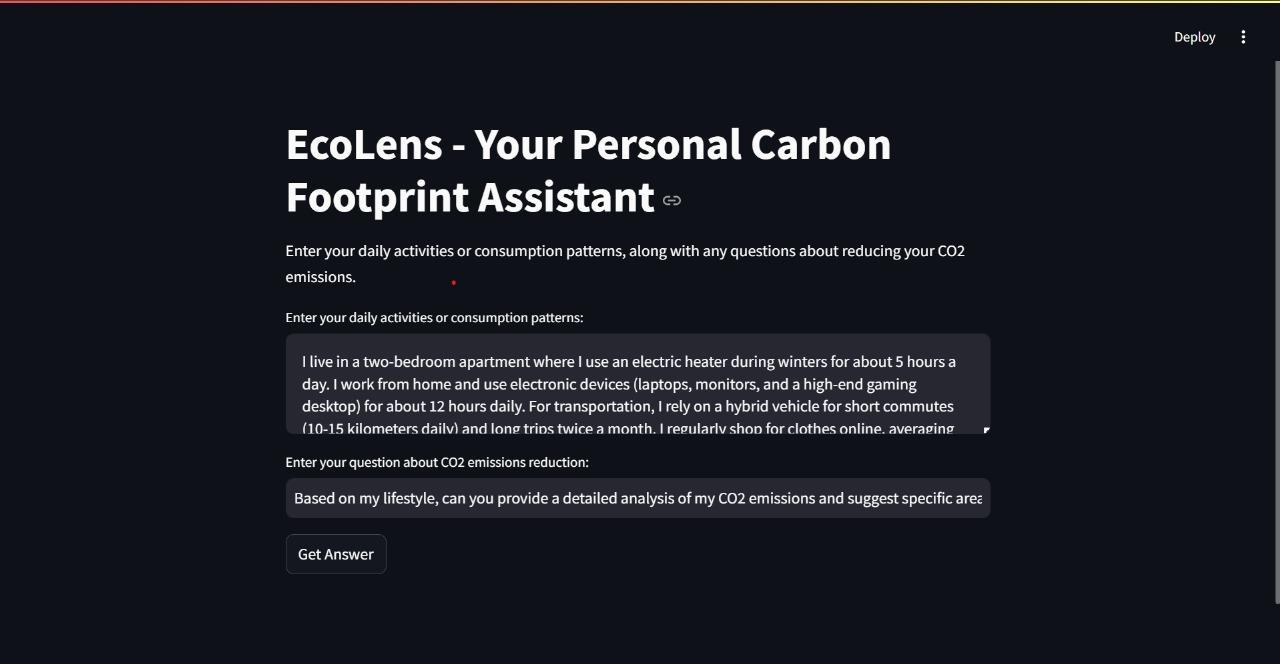 Deploy
EcoLens - Your Personal Carbon
Footprint Assistant
Enter your daily activities or consumption patterns, along with any questions about reducing your CO2
emissions.
Enter your daily activities or consumption patterns:
I live in a two-bedroom apartment where I use an electric heater during winters for about 5 hours a
day. I work from home and use electronic devices (laptops, monitors, and a high-end gaming
desktop) for about 12 hours daily. For transportation, I rely on a hybrid vehicle for short commutes
(10-15 kilometers daily) and long trips twice a month. I regularly shop for clothes online, averaging
Enter your question about CO2 emissions reduction:
Based on my lifestyle, can you provide a detailed analysis of my CO2 emissions and suggest specific area
Get Answer